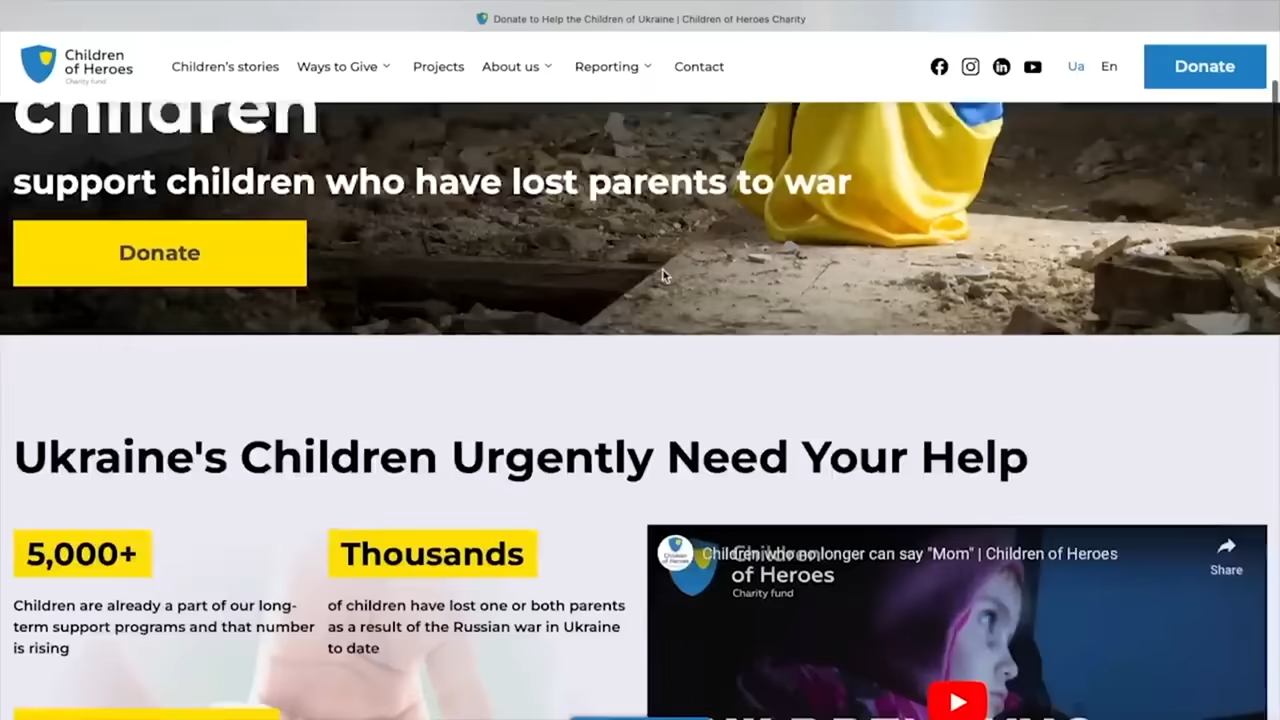 Donate to Help the Children of Ukraine | Children of Heroes Charity
Children
of Heroes
Charity fund
Children's stories
Ways to Give
Projects
About us
Reporting
Contact
Ua
En
Donate
children
support children who have lost parents to war
Donate
Ukraine's Children Urgently Need Your Help
5,000+
Children are already a part of our long-
term support programs and that number
is rising
Thousands
of children have lost one or both parents
as a result of the Russian war in Ukraine
to date
Children who no longer can say "Mom" | Children of Heroes
Share
Children
of Heroes
Charity fund